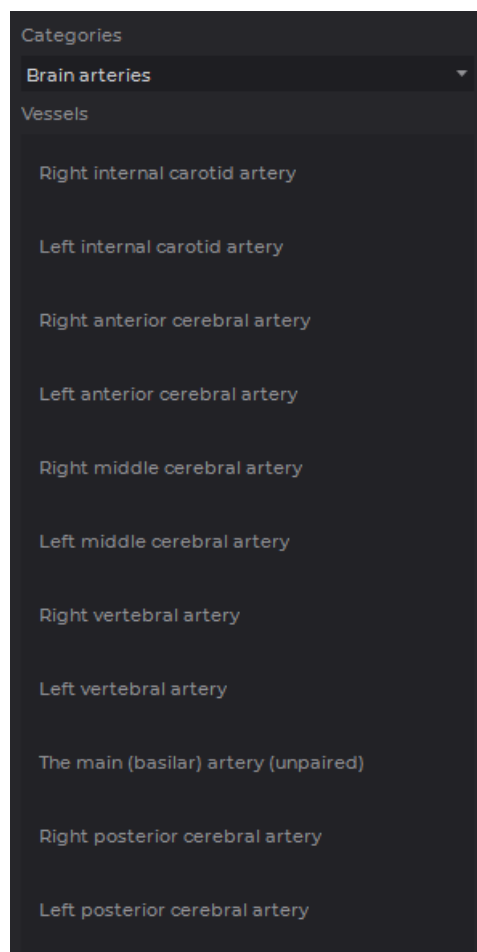 Categories
Brain arteries
Vessels
Right internal carotid artery
Left internal carotid artery
Right anterior cerebral artery
Left anterior cerebral artery
Right middle cerebral artery
Left middle cerebral artery
Right vertebral artery
Left vertebral artery
The main (basilar) artery (unpaired)
Right posterior cerebral artery
Left posterior cerebral artery